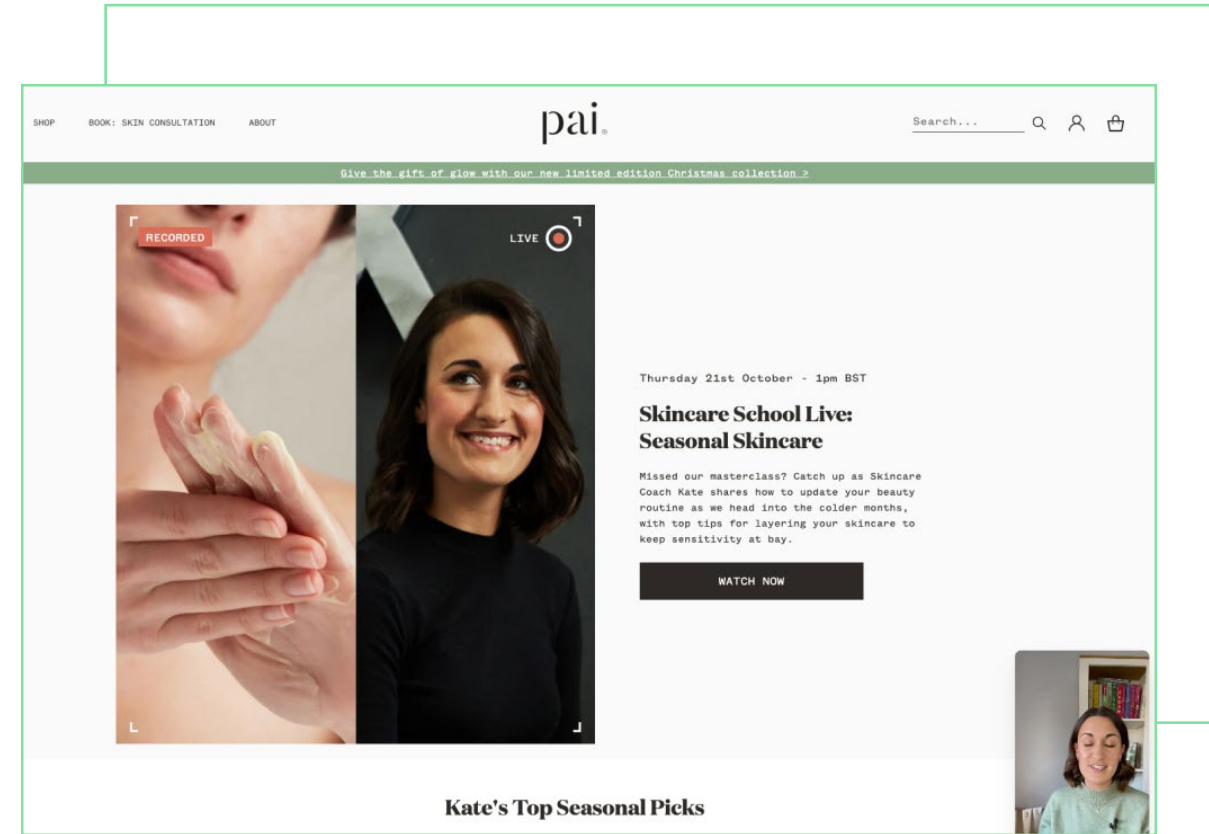 SHOP
BOOK: SKIN CONSULTATION
ABOUT
pai.
Search...
Give the gift of glow with our new limited edition Christmas collection >
RECORDED
LIVE
Thursday 21st October - 1pm BST
Skincare School Live:
Seasonal Skincare
Missed our masterclass? Catch up as Skincare
Coach Kate shares how to update your beauty
routine as we head into the colder months,
with top tips for layering your skincare to
keep sensitivity at bay.
WATCH NOW
Kate's Top Seasonal Picks